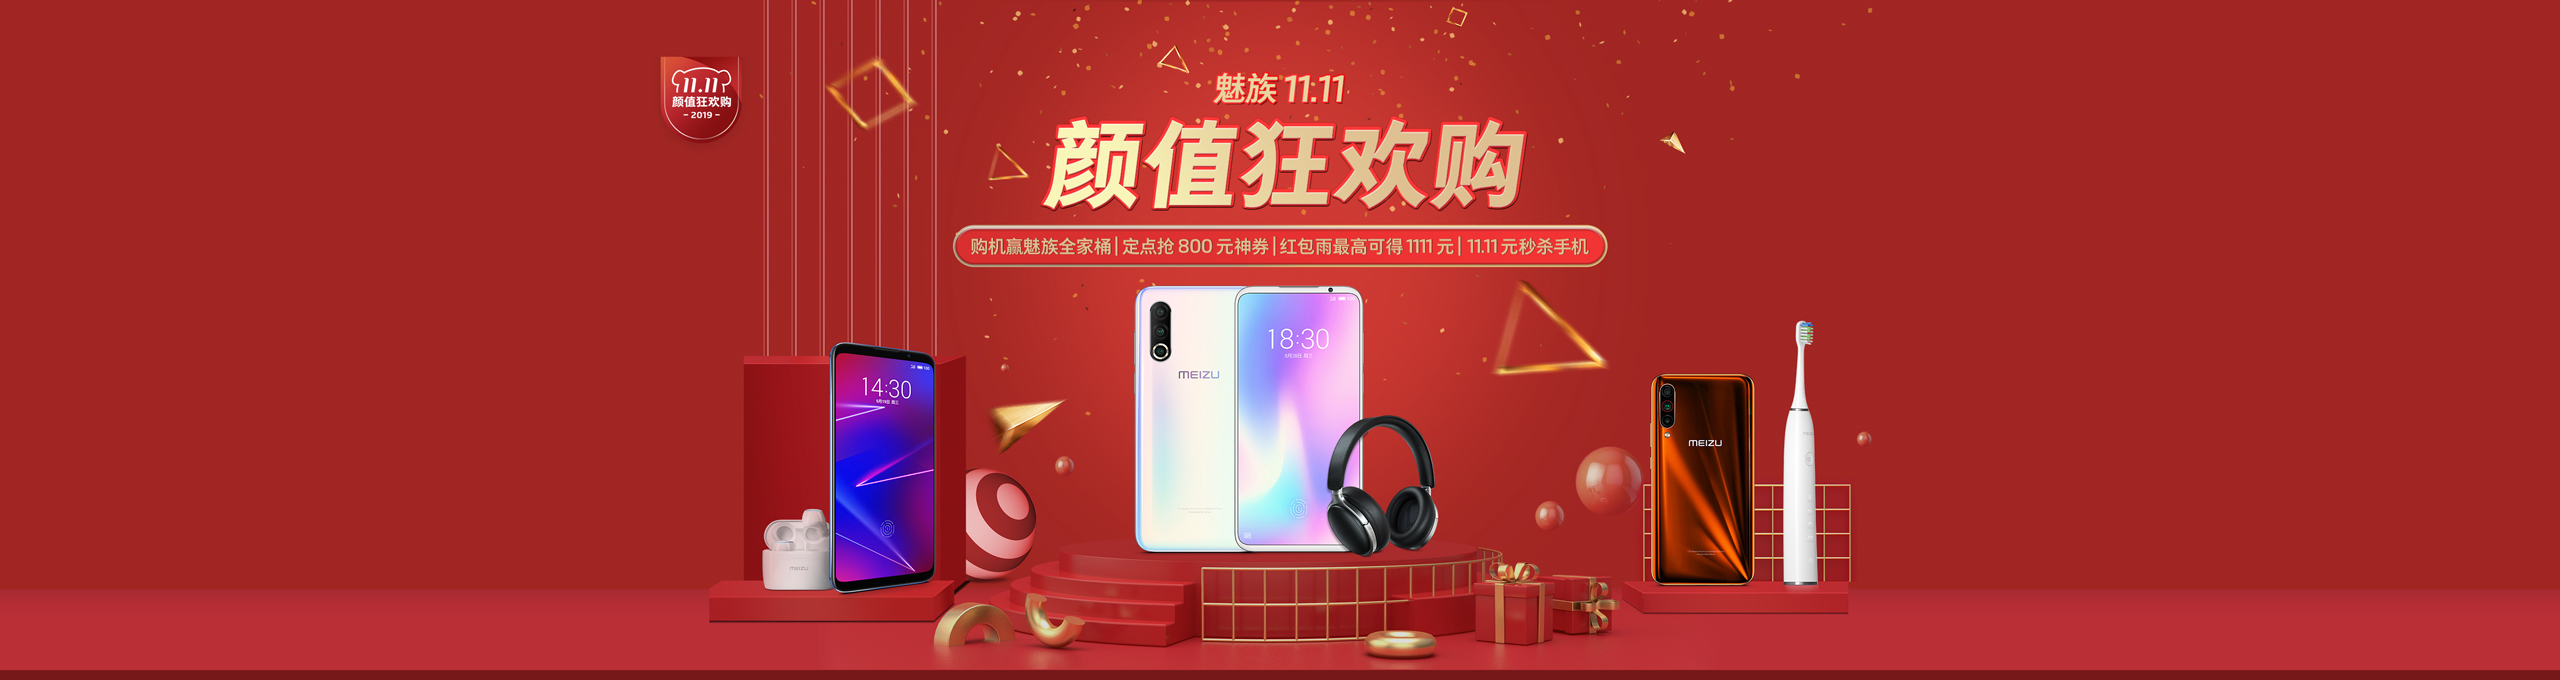 11.11
颜值狂欢购
- 2019 -
魅族 11.11
颜值狂欢购
购机赢魅族全家桶|定点抢 800 元神券|红包雨最高可得 1111 元|11.11 元秒杀手机
14:30
MEIZU
MEIZU
18:30
MEIZU